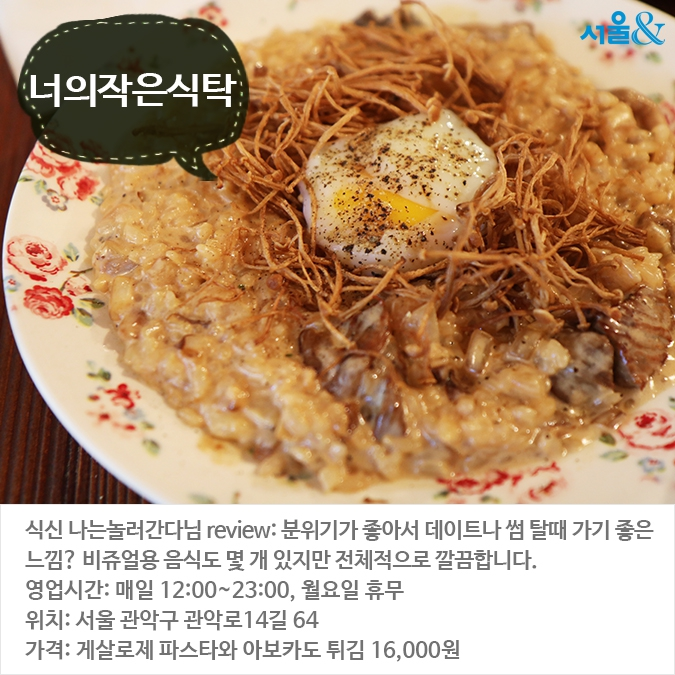 서울&
너의작은식탁
식신 나는놀러간다님 review: 분위기가 좋아서 데이트나 썸 탈때 가기 좋은
느낌? 비쥬얼용 음식도 몇 개 있지만 전체적으로 깔끔합니다.
영업시간: 매일 12:00~23:00, 월요일 휴무
위치: 서울 관악구 관악로14길 64
가격: 게살로제 파스타와 아보카도 튀김 16,000원